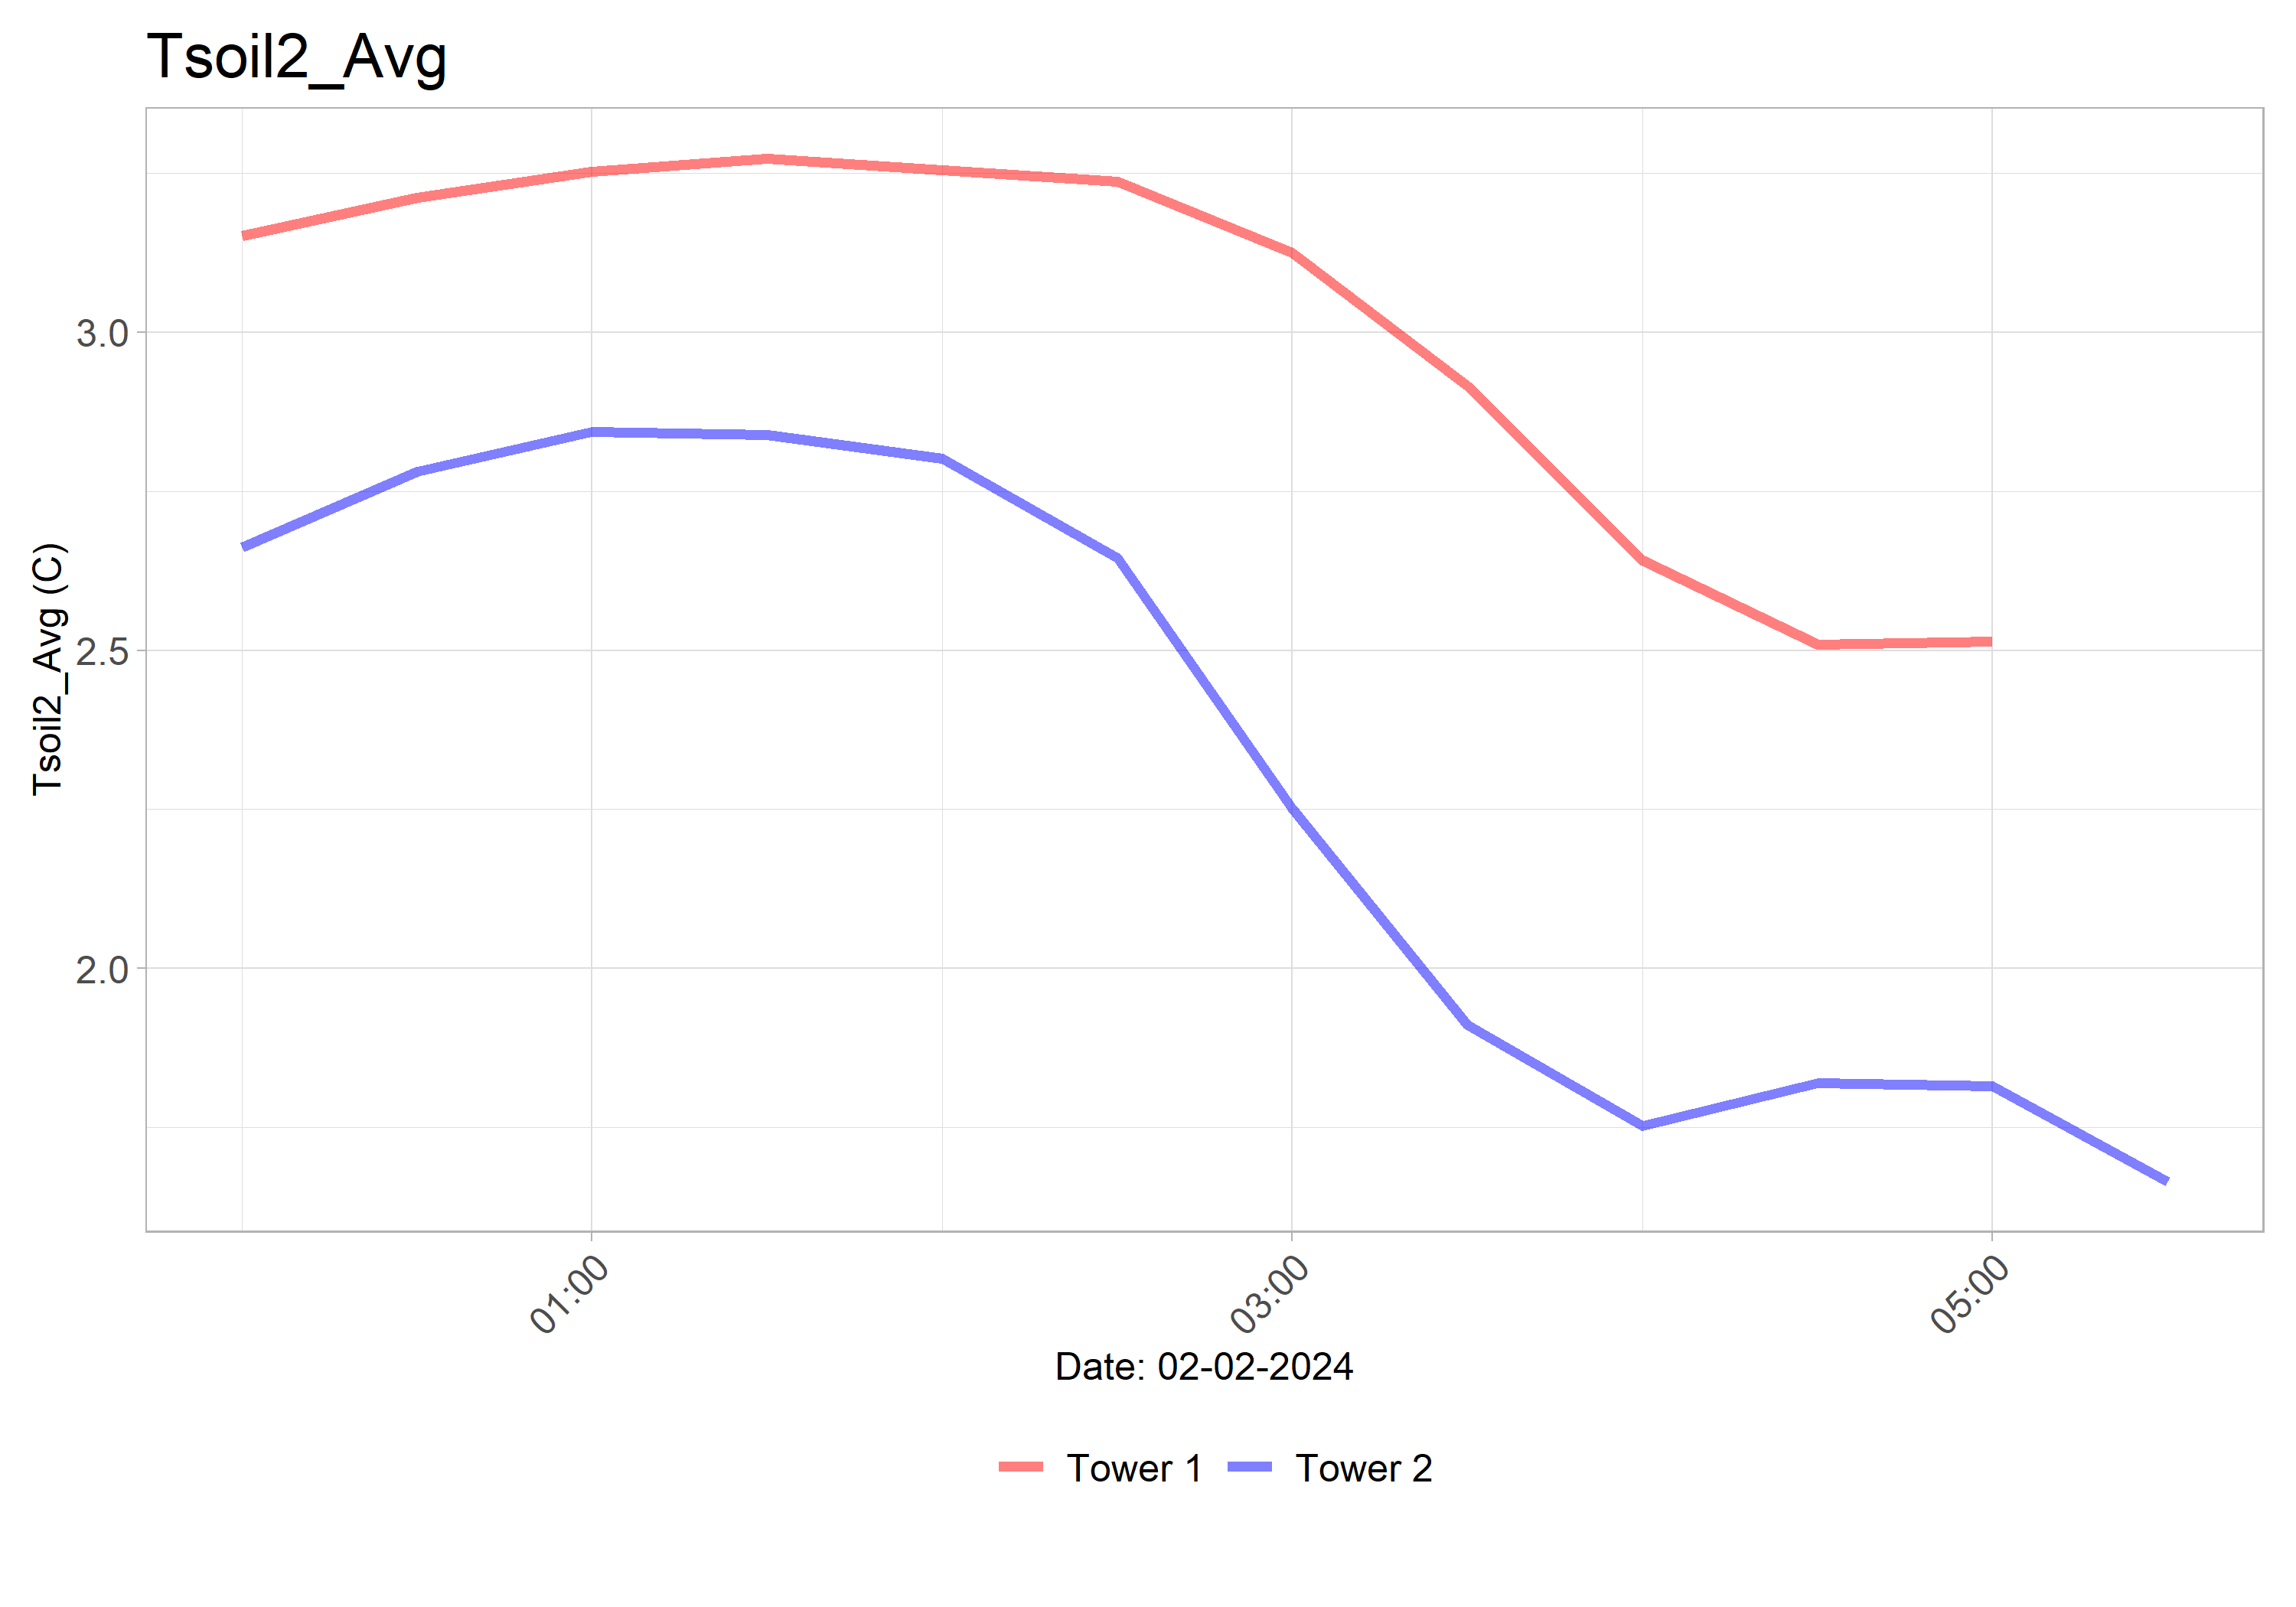 Tsoil2_Avg
Tsoil2_Avg (C)
3.0
2.5
2.0
01:00
03:00
05:00
Date: 02-02-2024
Tower 1
Tower 2